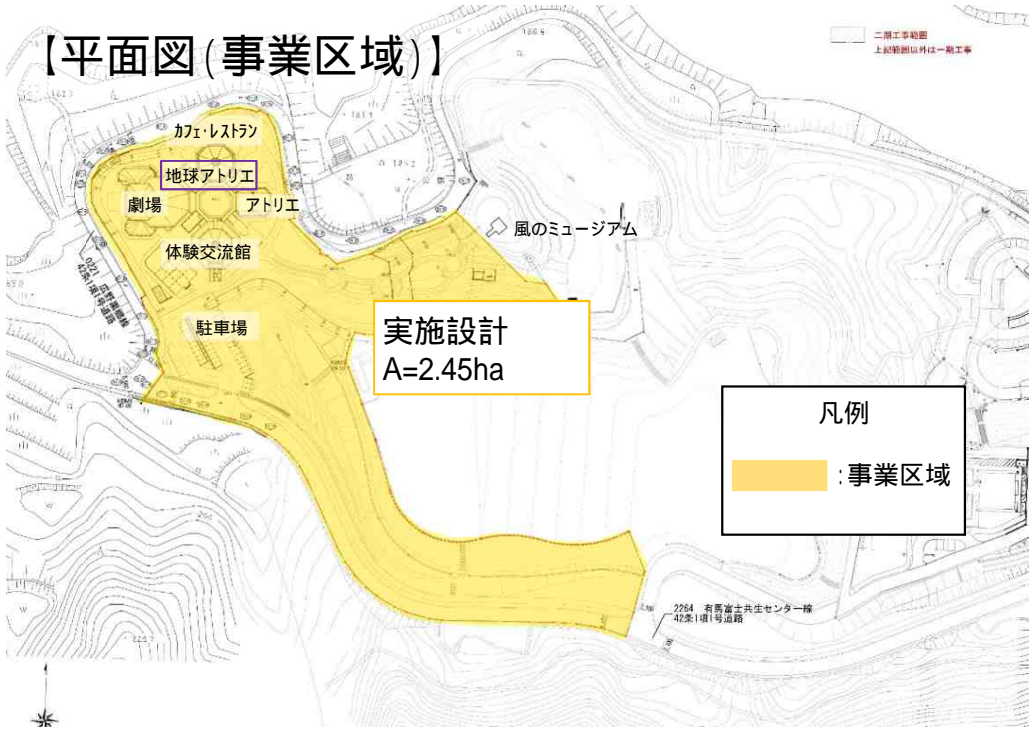 【平面図(事業区域)】
二期工事範囲
上記範囲以外は一期工事
カフェ・レストラン
地球アトリエ
劇場
アトリエ
体験交流館
風のミュージアム
駐車場
実施設計
A=2.45ha
凡例
:事業区域
2264 有馬富士共生センター線
42条1項1号道路